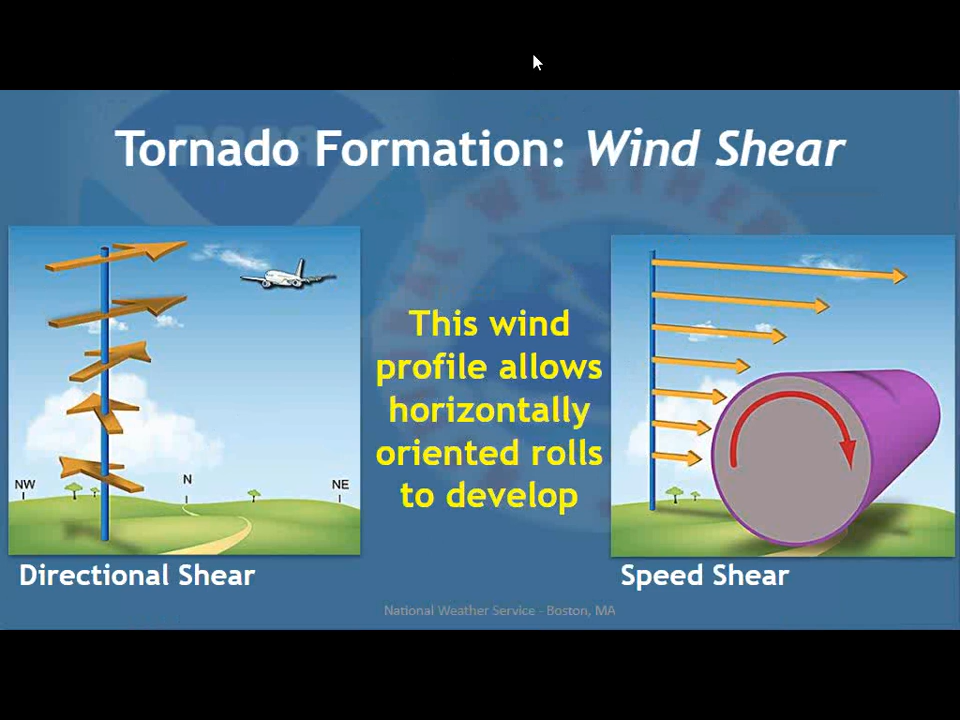 Tornado Formation: Wind Shear
This wind
profile allows
horizontally
oriented rolls
to develop
NW
N
NE
Directional Shear
Speed Shear
National Weather Service - Boston, MA